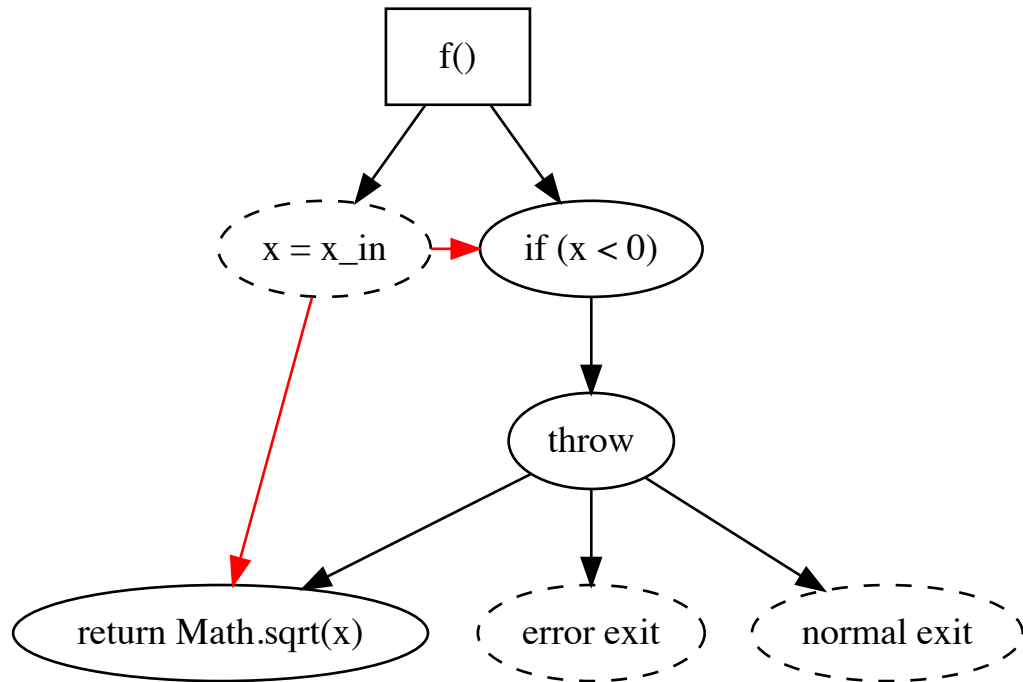 f()
x = x_in
if (x < 0)
throw
return Math.sqrt(x)
error exit
normal exit